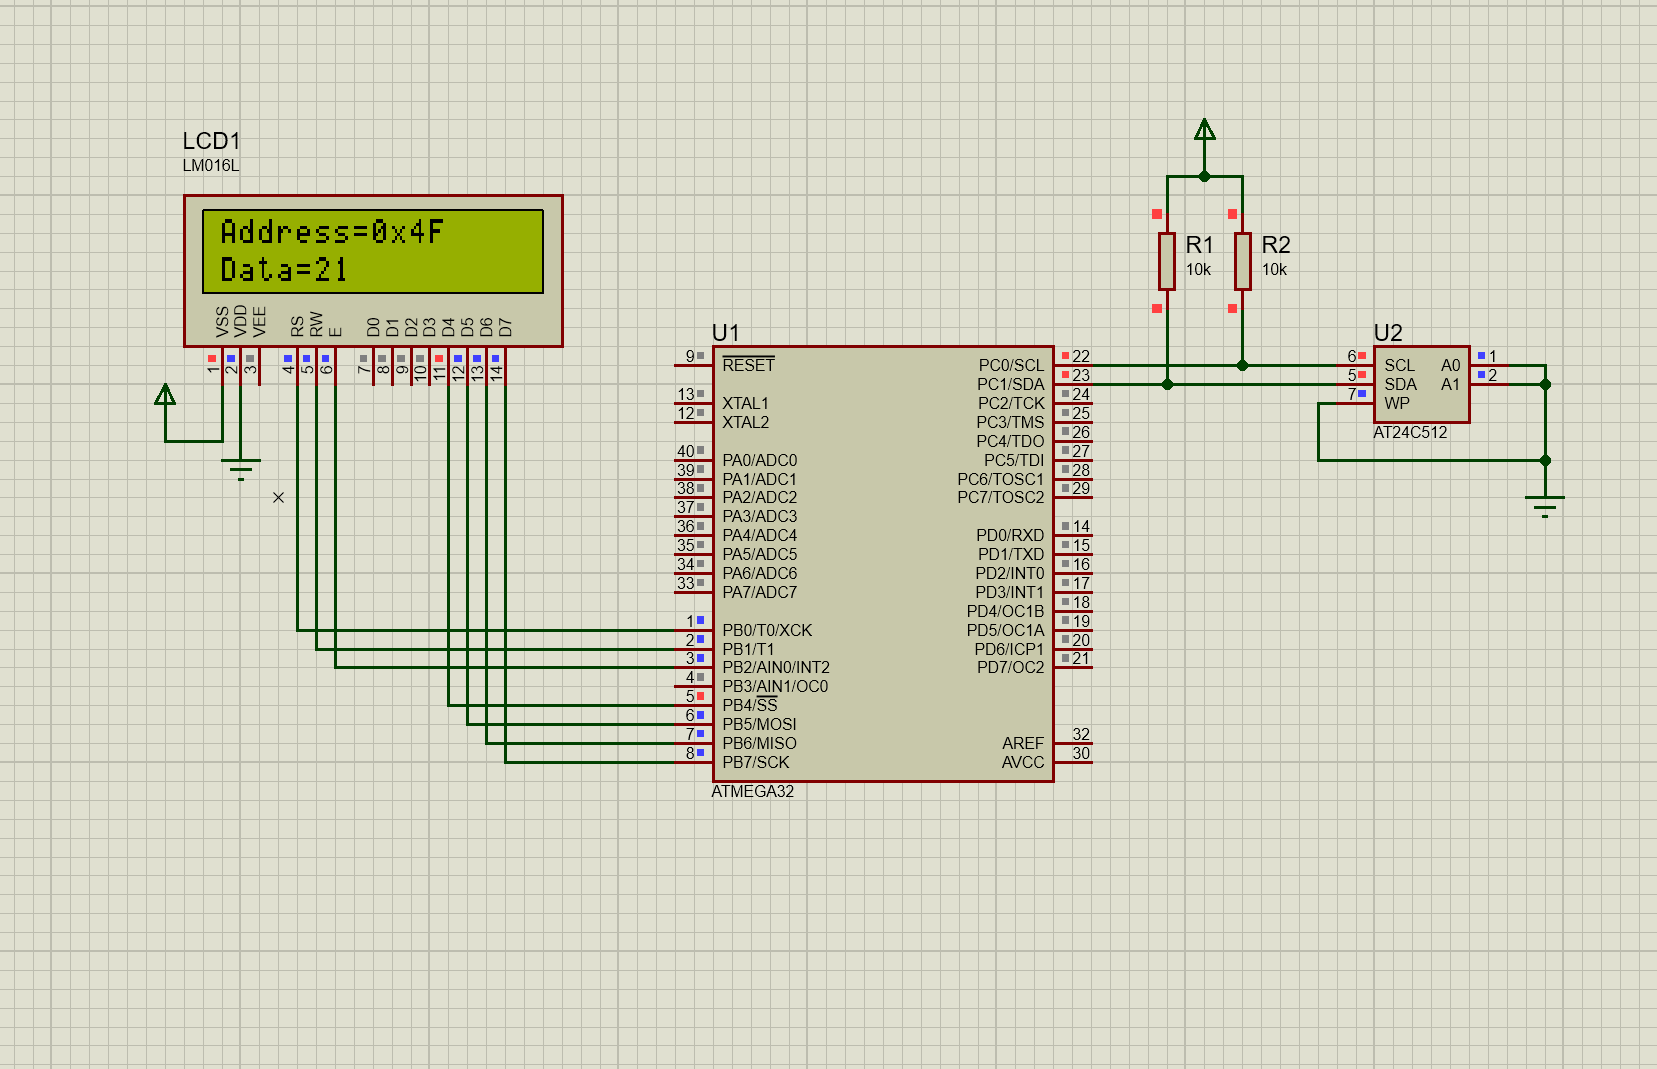 LCD1
LM016L
Address=0x4F
Data=21
VSS VDD VEE RS RW E D0 D1 D2 D3 D4 D5 D6 D7
1 2 3 4 5 6 7 8 9 10 11 12 13 14
U1
9 RESET
13 XTAL1
12 XTAL2
40 PA0/ADC0
39 PA1/ADC1
38 PA2/ADC2
37 PA3/ADC3
36 PA4/ADC4
35 PA5/ADC5
34 PA6/ADC6
33 PA7/ADC7
1 PB0/T0/XCK
2 PB1/T1
3 PB2/AIN0/INT2
4 PB3/AIN1/OC0
5 PB4/SS
6 PB5/MOSI
7 PB6/MISO
8 PB7/SCK
PC0/SCL 22
PC1/SDA 23
PC2/TCK 24
PC3/TMS 25
PC4/TDO 26
PC5/TDI 27
PC6/TOSC1 28
PC7/TOSC2 29
PD0/RXD 14
PD1/TXD 15
PD2/INT0 16
PD3/INT1 17
PD4/OC1B 18
PD5/OC1A 19
PD6/ICP1 20
PD7/OC2 21
AREF 32
AVCC 30
ATMEGA32
R1
10k
R2
10k
U2
6 SCL A0 1
5 SDA A1 2
7 WP
AT24C512